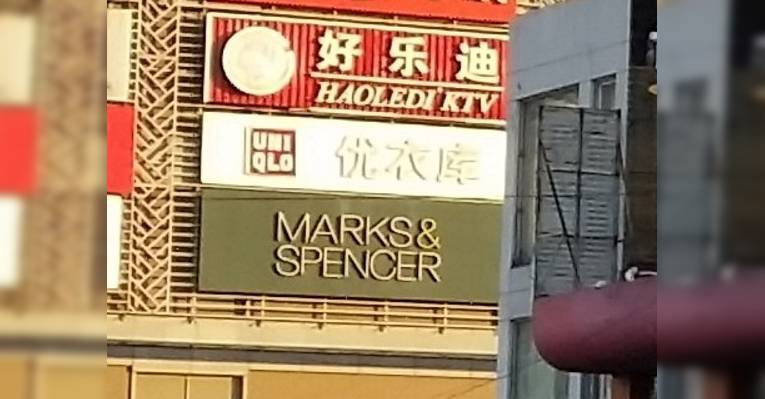 好乐迪
HAOLEDI KTV
UNI
QLO
优衣库
MARKS&
SPENCER